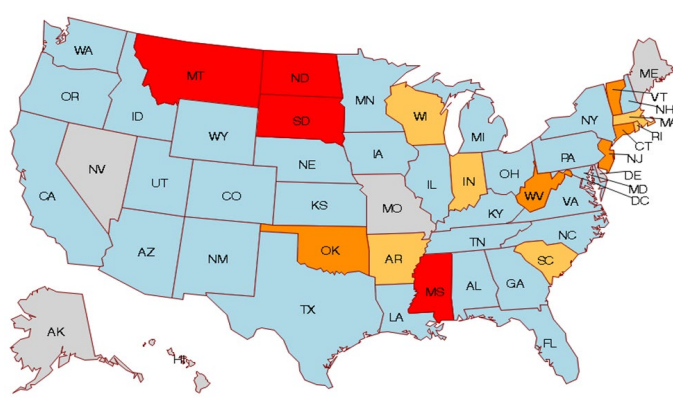 WA
MT
ND
ME
VT
OR
MN
NH
ID
SD
WI
NY
MA
WY
MI
RI
CT
IA
PA
NJ
NE
OH
DE
NV
IL
IN
MD
UT
WV
DC
CA
CO
VA
KS
MO
KY
NC
TN
OK
AZ
NM
AR
SC
MS
AL
GA
TX
LA
AK
FL
HI